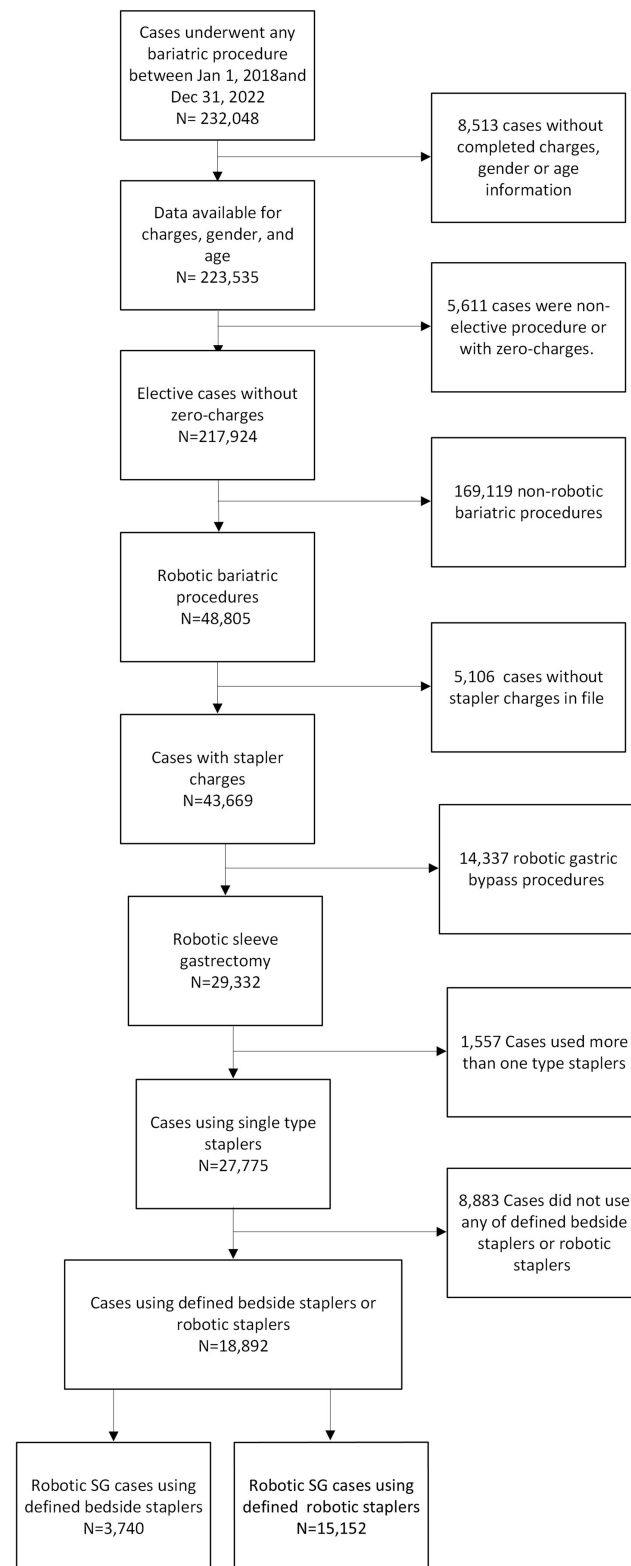 Cases underwent any
bariatric procedure
between Jan 1, 2018and
Dec 31, 2022
N= 232,048
8,513 cases without
completed charges,
gender or age
information
Data available for
charges, gender, and
age
N= 223,535
5,611 cases were non-
elective procedure or
with zero-charges.
Elective cases without
zero-charges
N=217,924
169,119 non-robotic
bariatric procedures
Robotic bariatric
procedures
N=48,805
5,106 cases without
stapler charges in file
Cases with stapler
charges
N=43,669
14,337 robotic gastric
bypass procedures
Robotic sleeve
gastrectomy
N=29,332
1,557 Cases used more
than one type staplers
Cases using single type
staplers
N=27,775
8,883 Cases did not use
any of defined bedside
staplers or robotic
staplers
Cases using defined bedside staplers or
robotic staplers
N=18,892
Robotic SG cases using
defined bedside staplers
N=3,740
Robotic SG cases using
defined robotic staplers
N=15,152